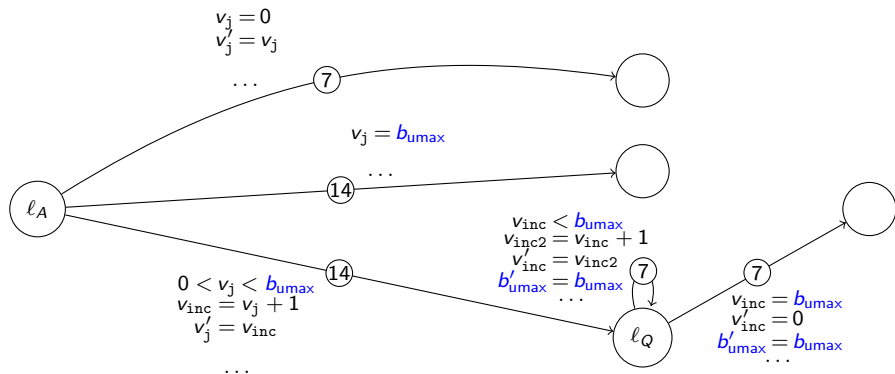 v_j = 0
v'_j = v_j
...
7
v_j = b_umax
...
14
ℓ_A
14
0 < v_j < b_umax
v_inc = v_j + 1
v'_j = v_inc
...
v_inc < b_umax
v_inc2 = v_inc + 1
v'_inc = v_inc2
b'_umax = b_umax
...
7
ℓ_Q
7
v_inc = b_umax
v'_inc = 0
b'_umax = b_umax
...